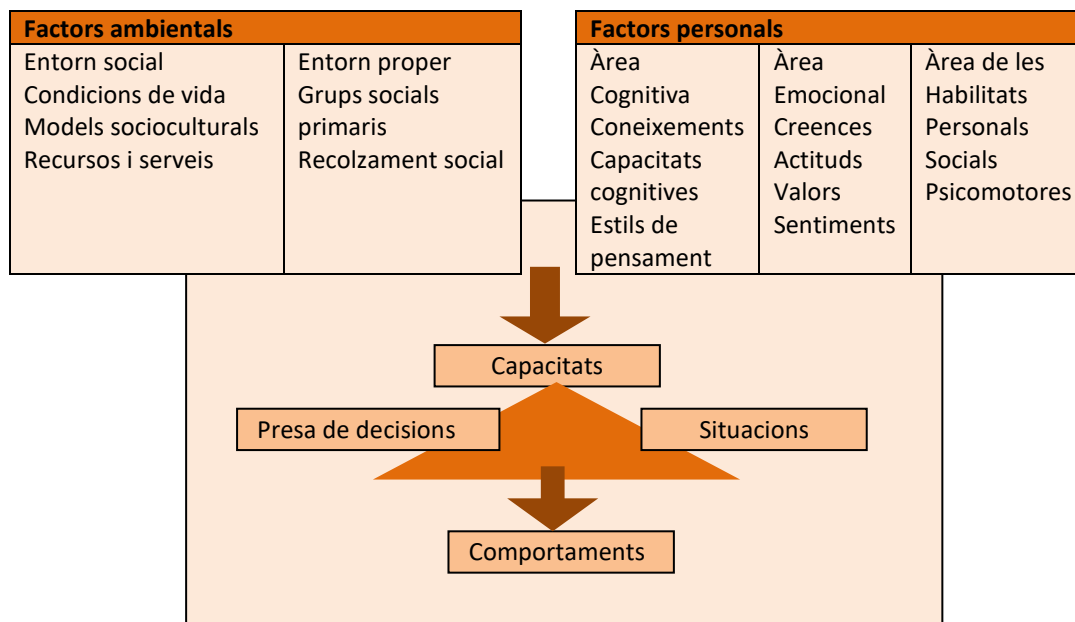 Factors ambientals
Entorn social
Condicions de vida
Models socioculturals
Recursos i serveis
Entorn proper
Grups socials
primaris
Recolzament social
Factors personals
Àrea
Cognitiva
Coneixements
Capacitats
cognitives
Estils de
pensament
Àrea
Emocional
Creences
Actituds
Valors
Sentiments
Àrea de les
Habilitats
Personals
Socials
Psicomotores
Capacitats
Presa de decisions
Situacions
Comportaments